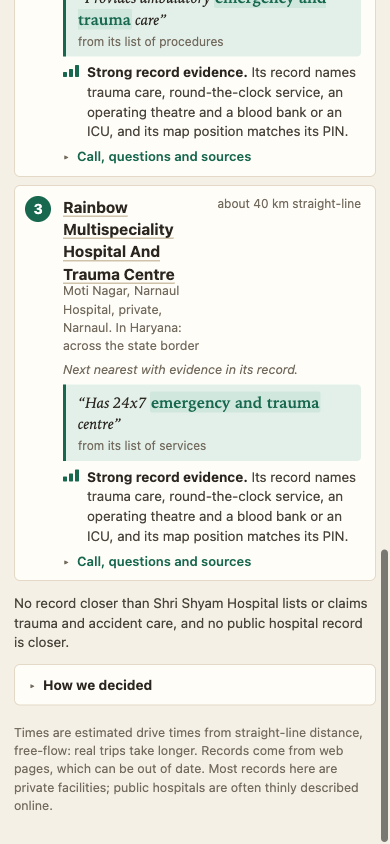 “Provides ambulatory emergency and
trauma care”
from its list of procedures
Strong record evidence. Its record names
trauma care, round-the-clock service, an
operating theatre and a blood bank or an
ICU, and its map position matches its PIN.
▸ Call, questions and sources
3
Rainbow
Multispeciality
Hospital And
Trauma Centre
about 40 km straight-line
Moti Nagar, Narnaul
Hospital, private,
Narnaul. In Haryana:
across the state border
Next nearest with evidence in its record.
“Has 24x7 emergency and trauma
centre”
from its list of services
Strong record evidence. Its record names
trauma care, round-the-clock service, an
operating theatre and a blood bank or an
ICU, and its map position matches its PIN.
▸ Call, questions and sources
No record closer than Shri Shyam Hospital lists or claims
trauma and accident care, and no public hospital record
is closer.
▸ How we decided
Times are estimated drive times from straight-line distance,
free-flow: real trips take longer. Records come from web
pages, which can be out of date. Most records here are
private facilities; public hospitals are often thinly described
online.